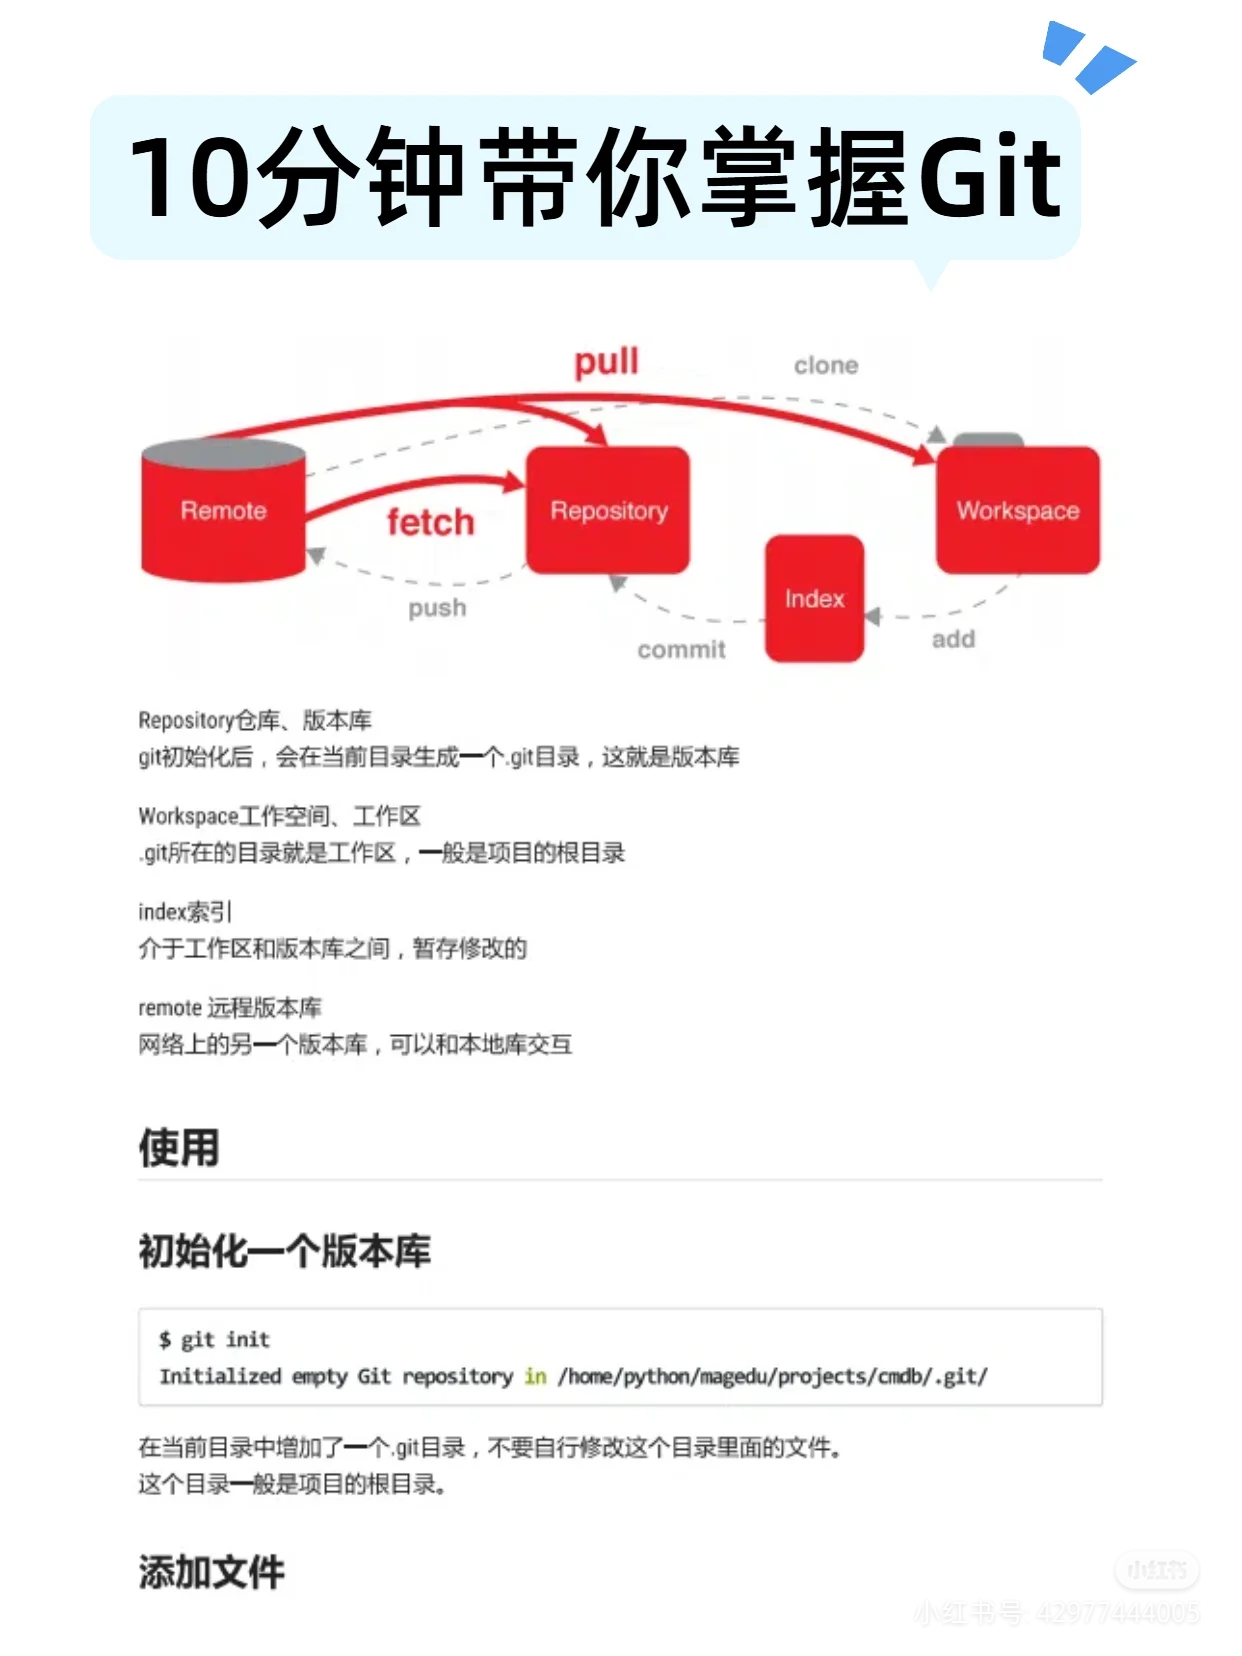 10分钟带你掌握Git
pull
clone
Remote
fetch
Repository
Workspace
Index
push
commit
add
Repository仓库、版本库
git初始化后，会在当前目录生成一个.git目录，这就是版本库
Workspace工作空间、工作区
.git所在的目录就是工作区，一般是项目的根目录
index索引
介于工作区和版本库之间，暂存修改的
remote 远程版本库
网络上的另一个版本库，可以和本地库交互
使用
初始化一个版本库
$ git init
Initialized empty Git repository in /home/python/magedu/projects/cmdb/.git/
在当前目录中增加了一个.git目录，不要自行修改这个目录里面的文件。
这个目录一般是项目的根目录。
添加文件
小红书
小红书号: 42977444005